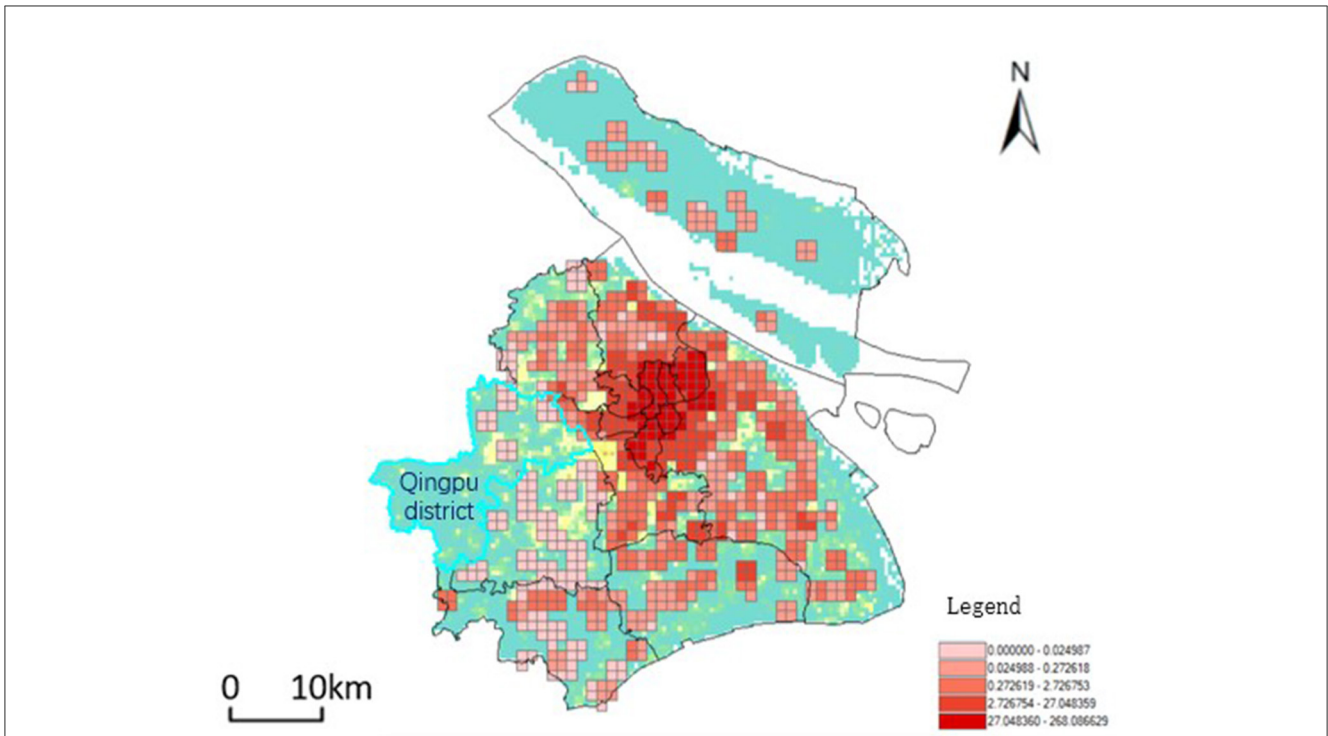 N
Qingpu
district
Legend
0.000000 - 0.024987
0.024988 - 0.272618
0.272619 - 2.726753
2.726754 - 27.048359
27.048360 - 268.086629
0 10km